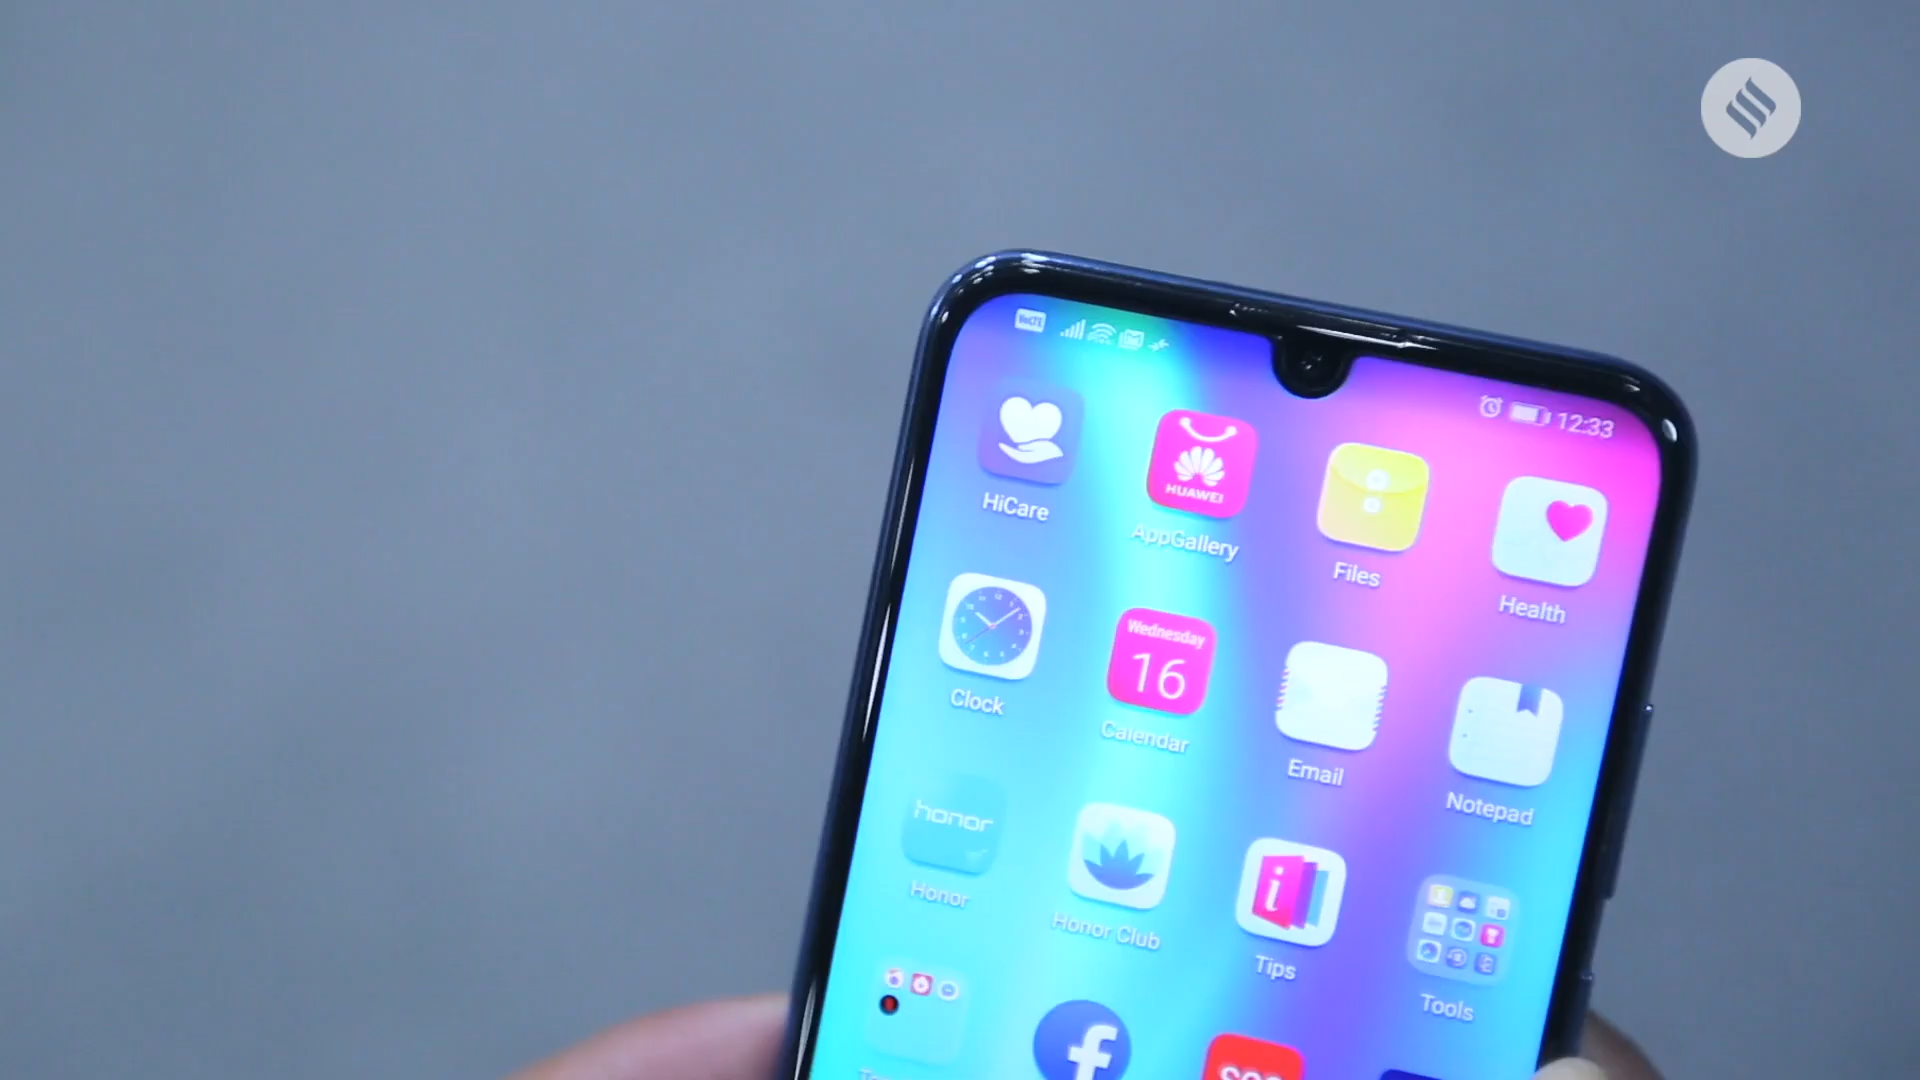 VoLTE
12:33
HUAWEI
HiCare
AppGallery
Files
Health
Wednesday
16
Clock
Calendar
Email
Notepad
honor
i
Honor
Honor Club
Tips
Tools
f